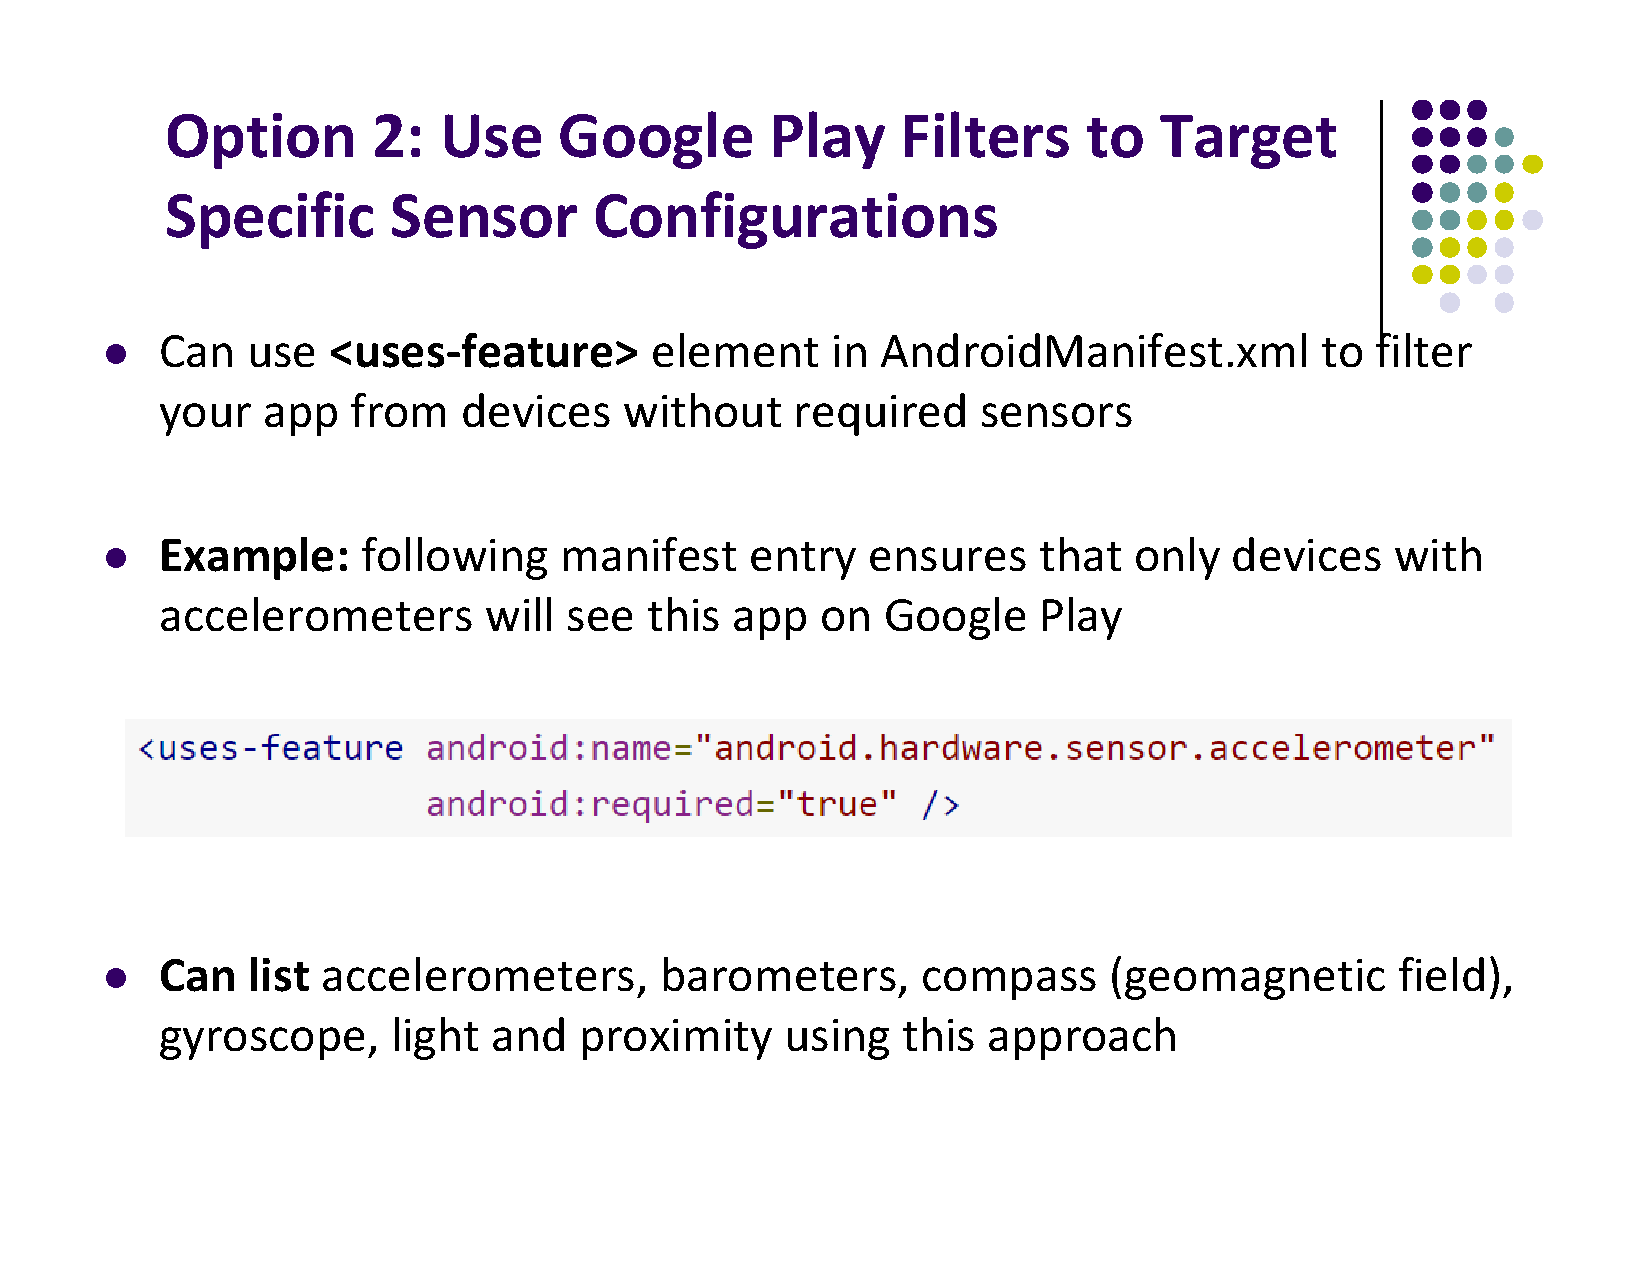 Option 2: Use Google Play Filters to Target
Specific Sensor Configurations
● Can use <uses-feature> element in AndroidManifest.xml to filter
your app from devices without required sensors
● Example: following manifest entry ensures that only devices with
accelerometers will see this app on Google Play
<uses-feature android:name="android.hardware.sensor.accelerometer"
android:required="true" />
● Can list accelerometers, barometers, compass (geomagnetic field),
gyroscope, light and proximity using this approach